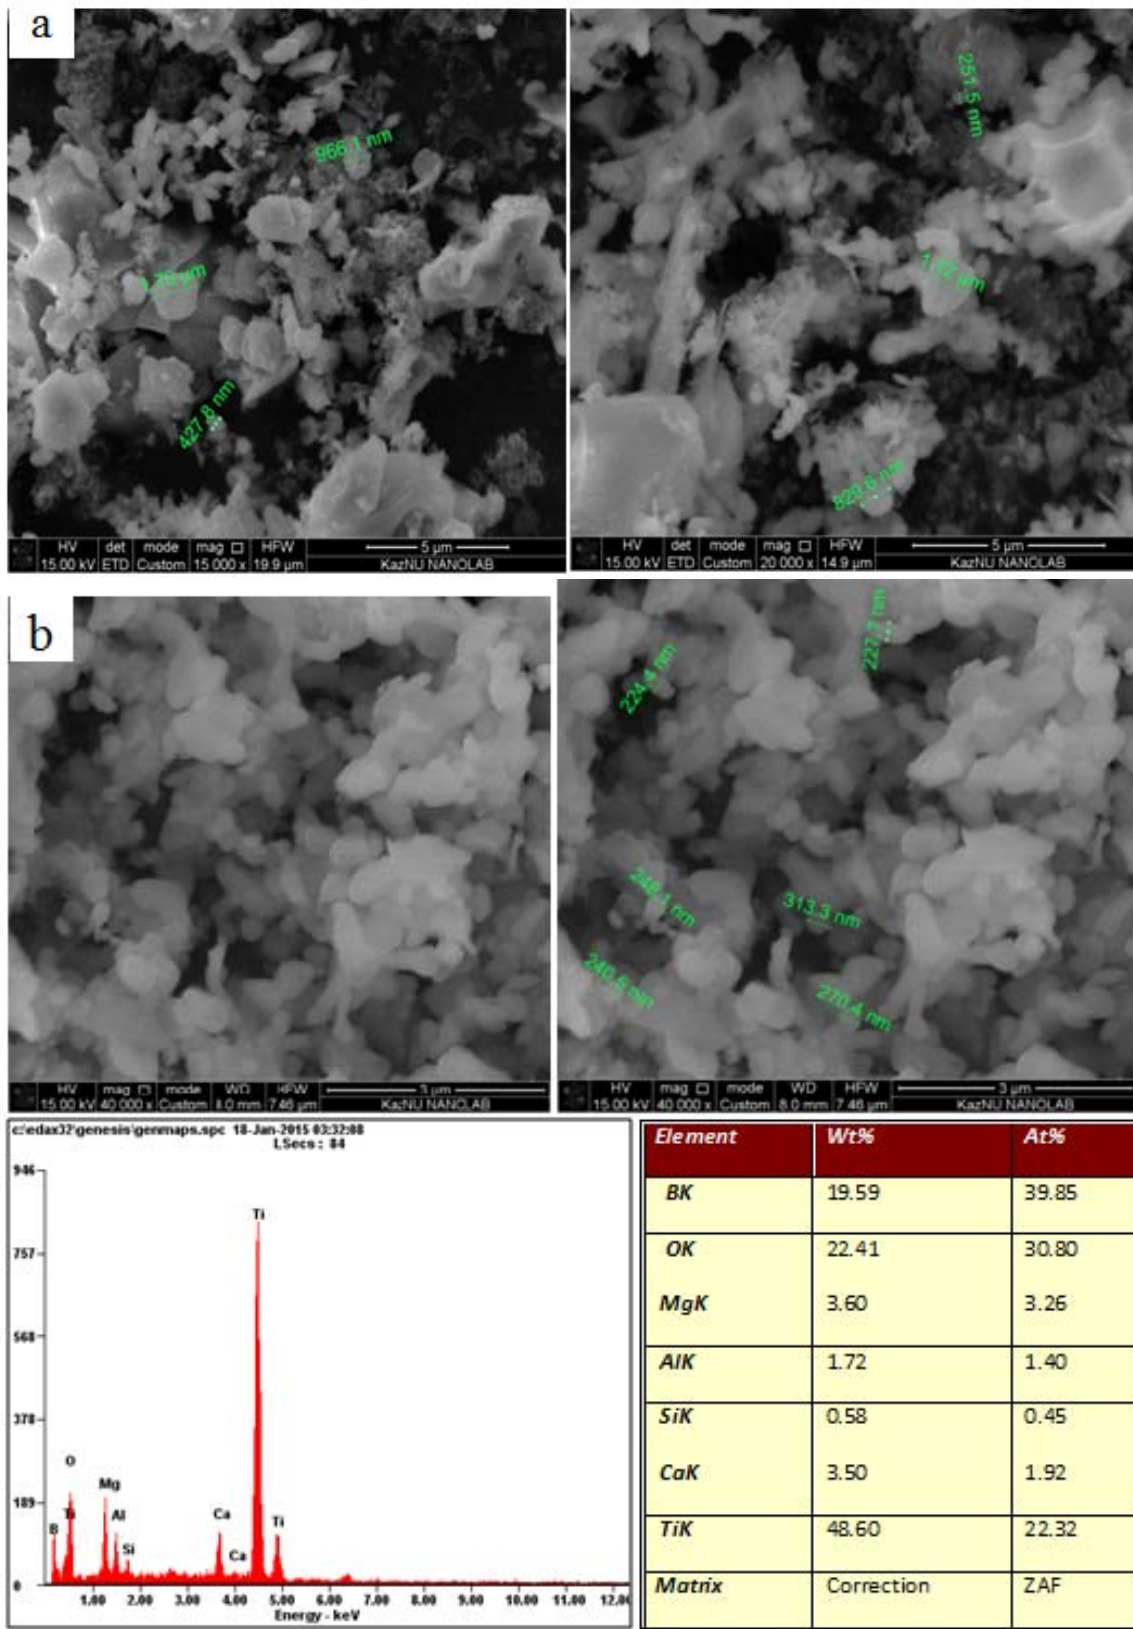 a
966.1 nm
1.79 µm
427.8 nm
HV det mode mag HFW 5 µm
15.00 kV ETD Custom 15 000 x 19.9 µm KazNU NANOLAB
251.5 nm
1.12 µm
829.6 nm
HV det mode mag HFW 5 µm
15.00 kV ETD Custom 20 000 x 14.9 µm KazNU NANOLAB
b
HV mag mode WD HFW 3 µm
15.00 kV 40 000 x Custom 8.0 mm 7.46 µm KazNU NANOLAB
227.7 nm
224.4 nm
248.1 nm
313.3 nm
240.6 nm
270.4 nm
HV mag mode WD HFW 3 µm
15.00 kV 40 000 x Custom 8.0 mm 7.46 µm KazNU NANOLAB
c:\edax32\genesis\genmaps.spc 18-Jan-2015 03:32:08
LSecs : 84
946
757
568
378
189
0
Ti
O
Ti
B
Mg
Al
Si
Ca
Ca
Ti
1.00 2.00 3.00 4.00 5.00 6.00 7.00 8.00 9.00 10.00 11.00 12.0
Energy - keV
Element Wt% At%
BK 19.59 39.85
OK 22.41 30.80
MgK 3.60 3.26
AlK 1.72 1.40
SiK 0.58 0.45
CaK 3.50 1.92
TiK 48.60 22.32
Matrix Correction ZAF